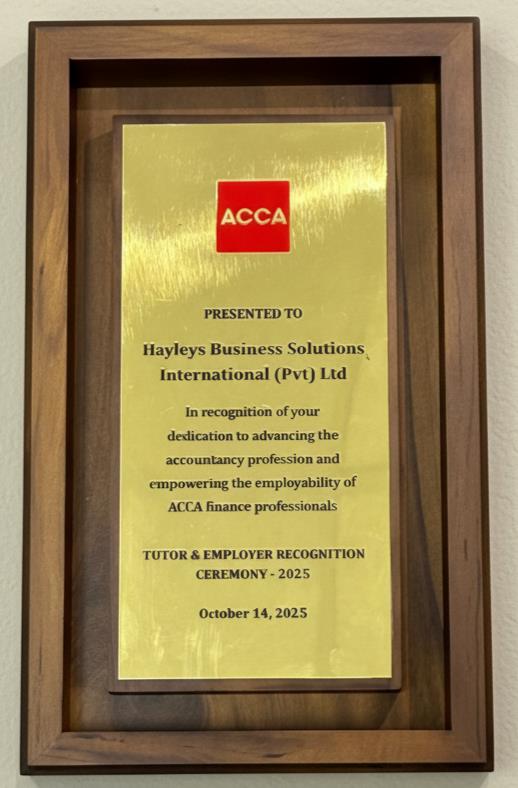 ACCA
PRESENTED TO
Hayleys Business Solutions
International (Pvt) Ltd
In recognition of your
dedication to advancing the
accountancy profession and
empowering the employability of
ACCA finance professionals
TUTOR & EMPLOYER RECOGNITION
CEREMONY - 2025
October 14, 2025